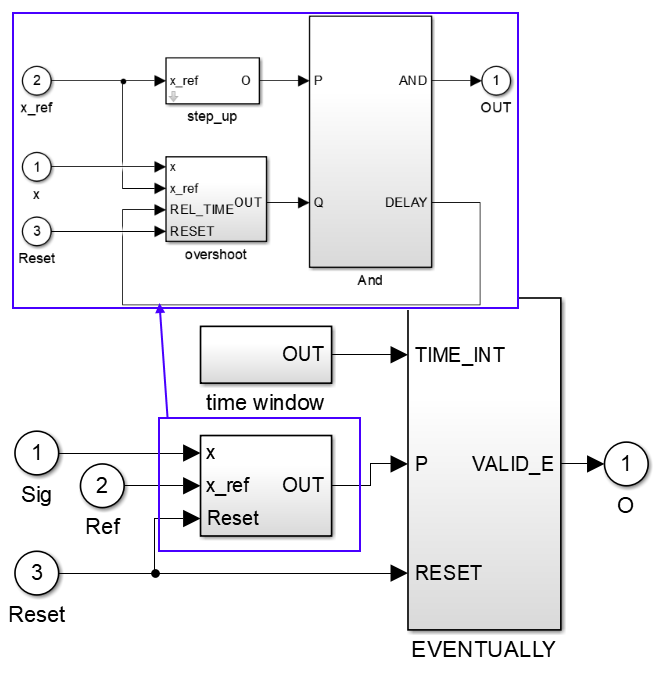 2
x_ref
x_ref
O
step_up
P
AND
1
OUT
1
x
x
x_ref
REL_TIME
RESET
OUT
overshoot
3
Reset
Q
DELAY
And
OUT
time window
TIME_INT
1
Sig
2
Ref
x
x_ref
Reset
OUT
P
VALID_E
1
O
3
Reset
RESET
EVENTUALLY